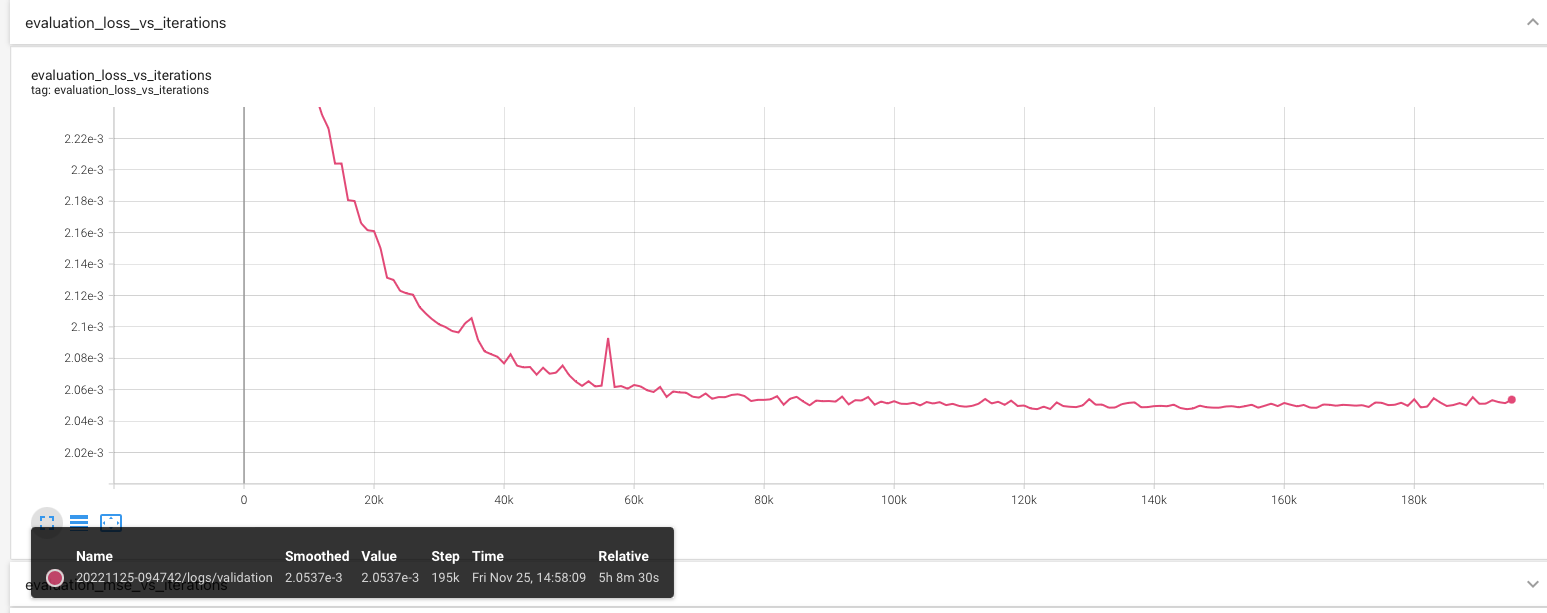 evaluation_loss_vs_iterations
evaluation_loss_vs_iterations
tag: evaluation_loss_vs_iterations
2.22e-3
2.2e-3
2.18e-3
2.16e-3
2.14e-3
2.12e-3
2.1e-3
2.08e-3
2.06e-3
2.04e-3
2.02e-3
0 20k 40k 60k 80k 100k 120k 140k 160k 180k
Name Smoothed Value Step Time Relative
20221125-094742/logs/validation 2.0537e-3 2.0537e-3 195k Fri Nov 25, 14:58:09 5h 8m 30s
evaluation_mse_vs_iterations